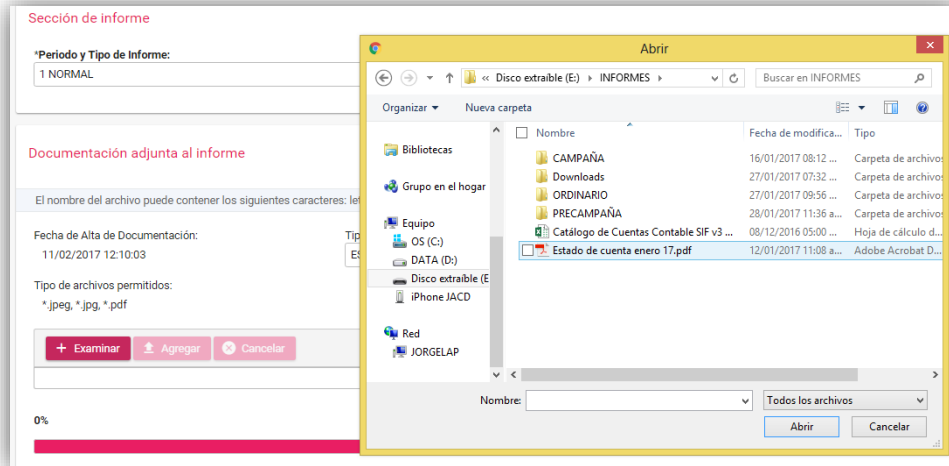 Sección de informe
*Periodo y Tipo de Informe:
1 NORMAL
Documentación adjunta al informe
El nombre del archivo puede contener los siguientes caracteres: let
Fecha de Alta de Documentación:
Tip
11/02/2017 12:10:03
ES
Tipo de archivos permitidos:
*.jpeg, *.jpg, *.pdf
+ Examinar Agregar Cancelar
0%
Abrir
« Disco extraíble (E:) INFORMES
Buscar en INFORMES
Organizar Nueva carpeta
Bibliotecas
Grupo en el hogar
Equipo
OS (C:)
DATA (D:)
Disco extraíble (E
iPhone JACD
Red
JORGELAP
Nombre Fecha de modifica... Tipo
CAMPAÑA 16/01/2017 08:12 ... Carpeta de archivos
Downloads 27/01/2017 07:32 ... Carpeta de archivos
ORDINARIO 27/01/2017 09:56 ... Carpeta de archivos
PRECAMPAÑA 28/01/2017 11:36 a... Carpeta de archivos
Catálogo de Cuentas Contable SIF v3 ... 08/12/2016 05:00 ... Hoja de cálculo d...
Estado de cuenta enero 17.pdf 12/01/2017 11:08 a... Adobe Acrobat D...
Nombre:
Todos los archivos
Abrir Cancelar